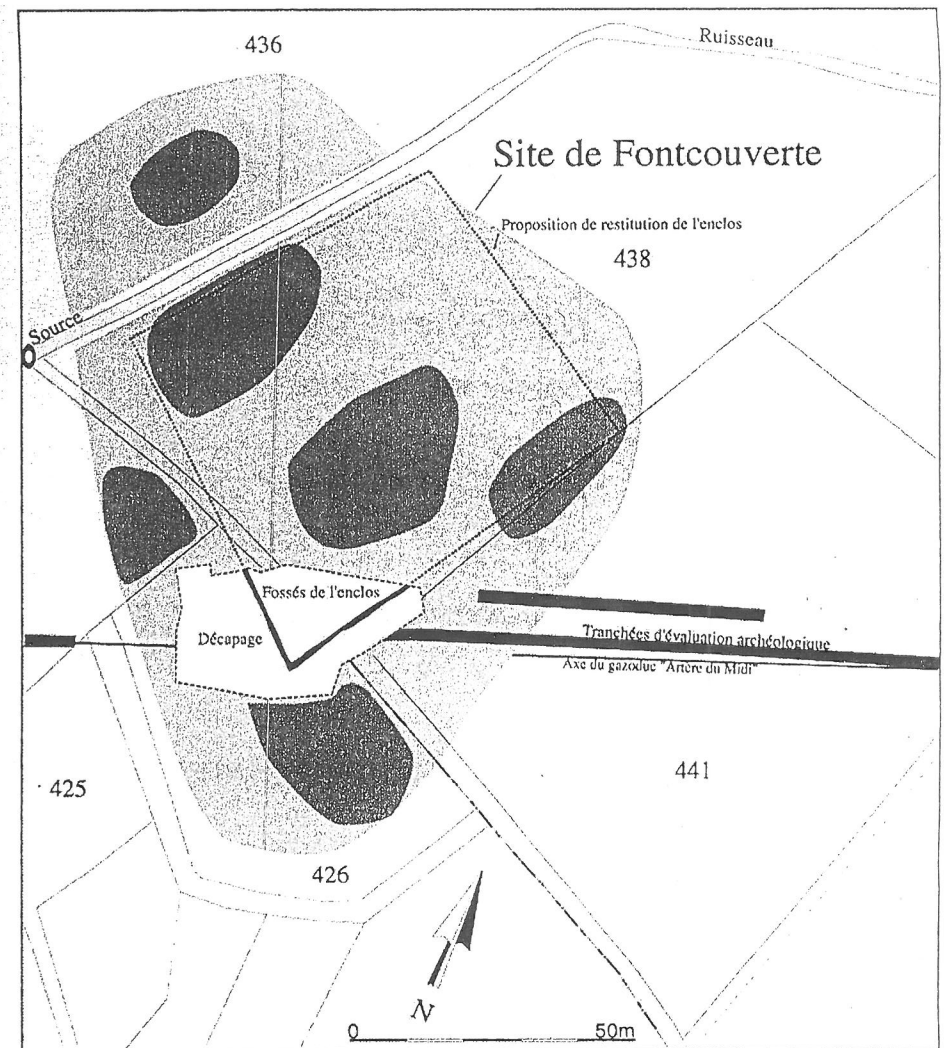 436
Ruisseau
Site de Fontcouverte
Proposition de restitution de l'enclos
438
Source
Fossés de l'enclos
Décapage
Tranchées d'évaluation archéologique
Axe du gazoduc "Artère du Midi"
425
441
426
N
0 50m